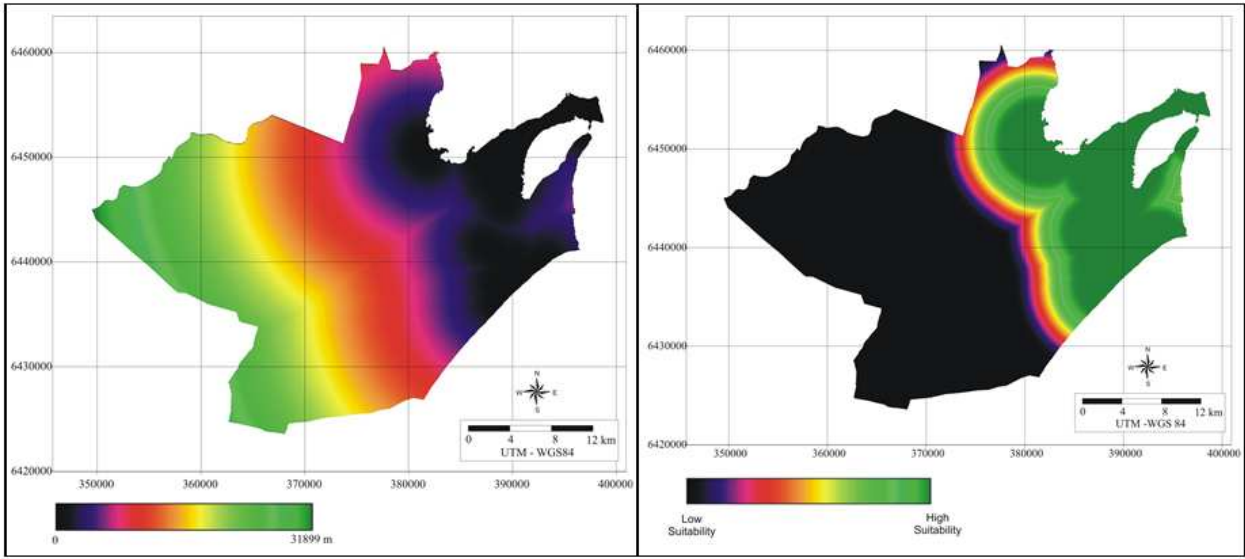 6460000
6450000
6440000
6430000
6420000
350000 360000 370000 380000 390000 400000
N
W E
S
0 4 8 12 km
UTM - WGS84
0 31899 m
6460000
6450000
6440000
6430000
6420000
350000 360000 370000 380000 390000 400000
N
W E
S
0 4 8 12 km
UTM -WGS 84
Low
Suitability
High
Suitability